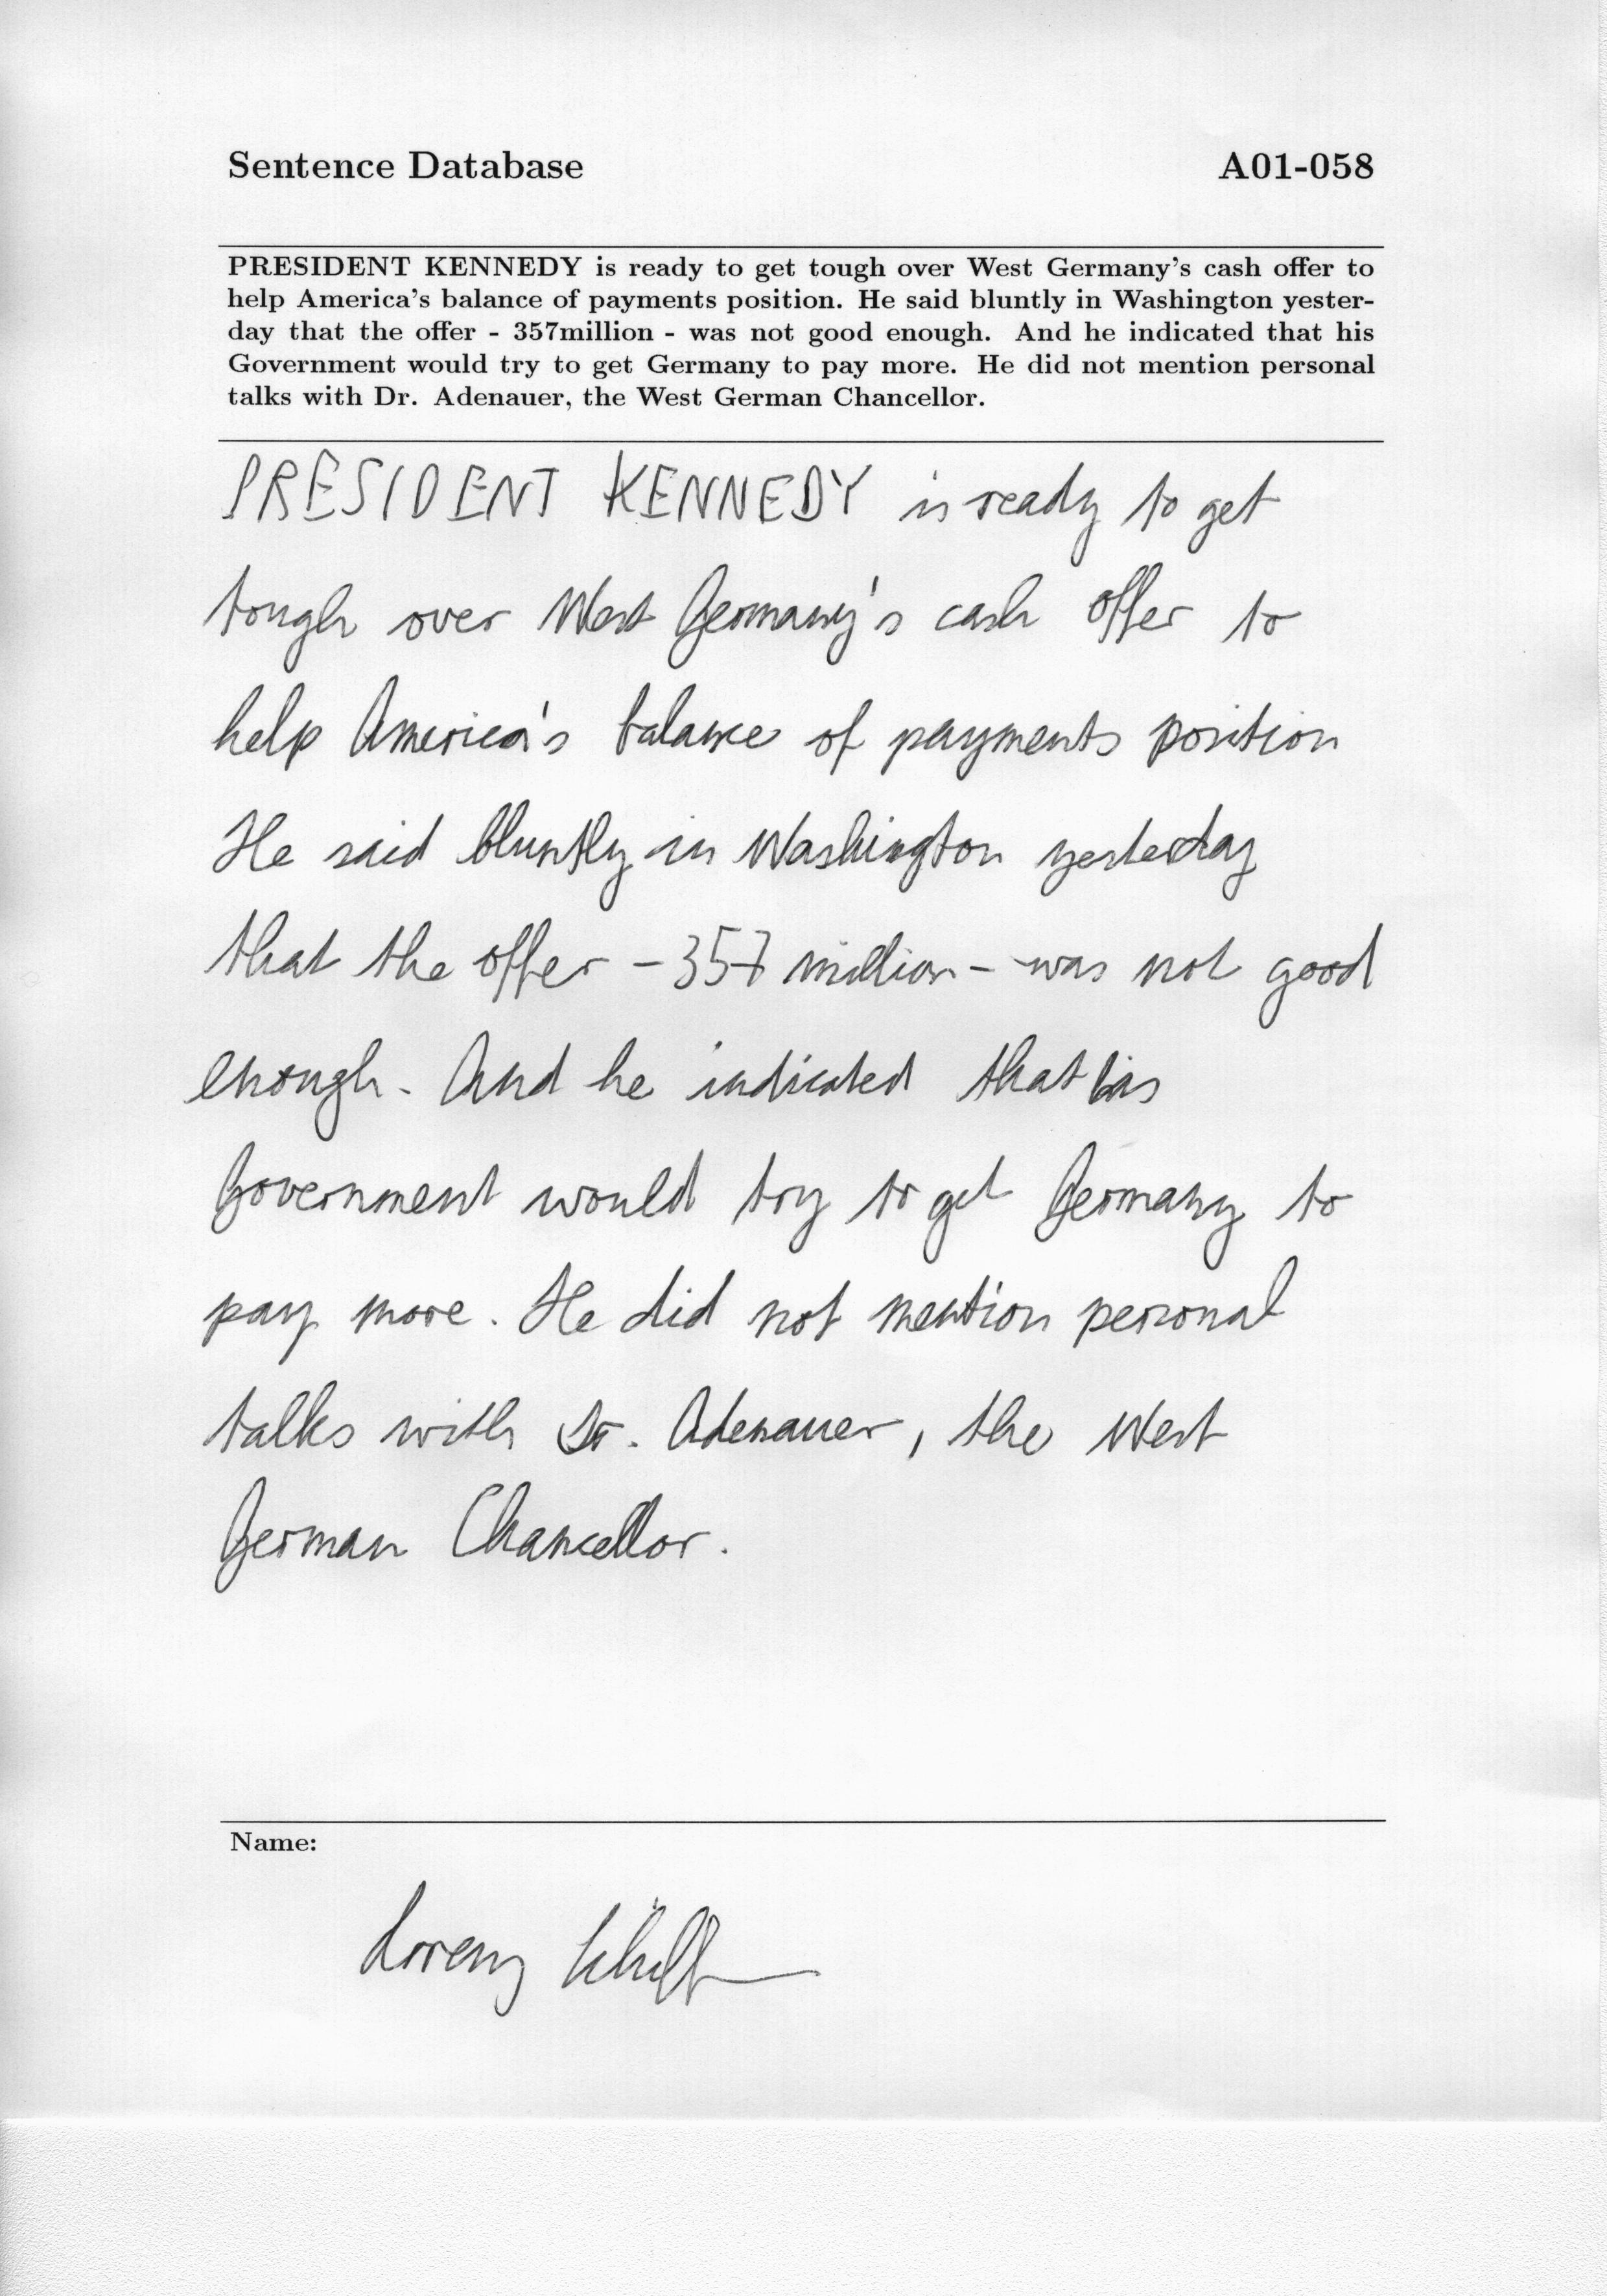 Sentence Database A01-058
PRESIDENT KENNEDY is ready to get tough over West Germany's cash offer to
help America's balance of payments position. He said bluntly in Washington yester-
day that the offer - 357million - was not good enough. And he indicated that his
Government would try to get Germany to pay more. He did not mention personal
talks with Dr. Adenauer, the West German Chancellor.
PRESIDENT KENNEDY is ready to get
tough over West Germany's cash offer to
help America's balance of payments position
He said bluntly in Washington yesterday
that the offer - 357 million - was not good
enough. And he indicated that his
Government would try to get Germany to
pay more. He did not mention personal
talks with Dr. Adenauer, the West
German Chancellor.
Name:
Lorenz